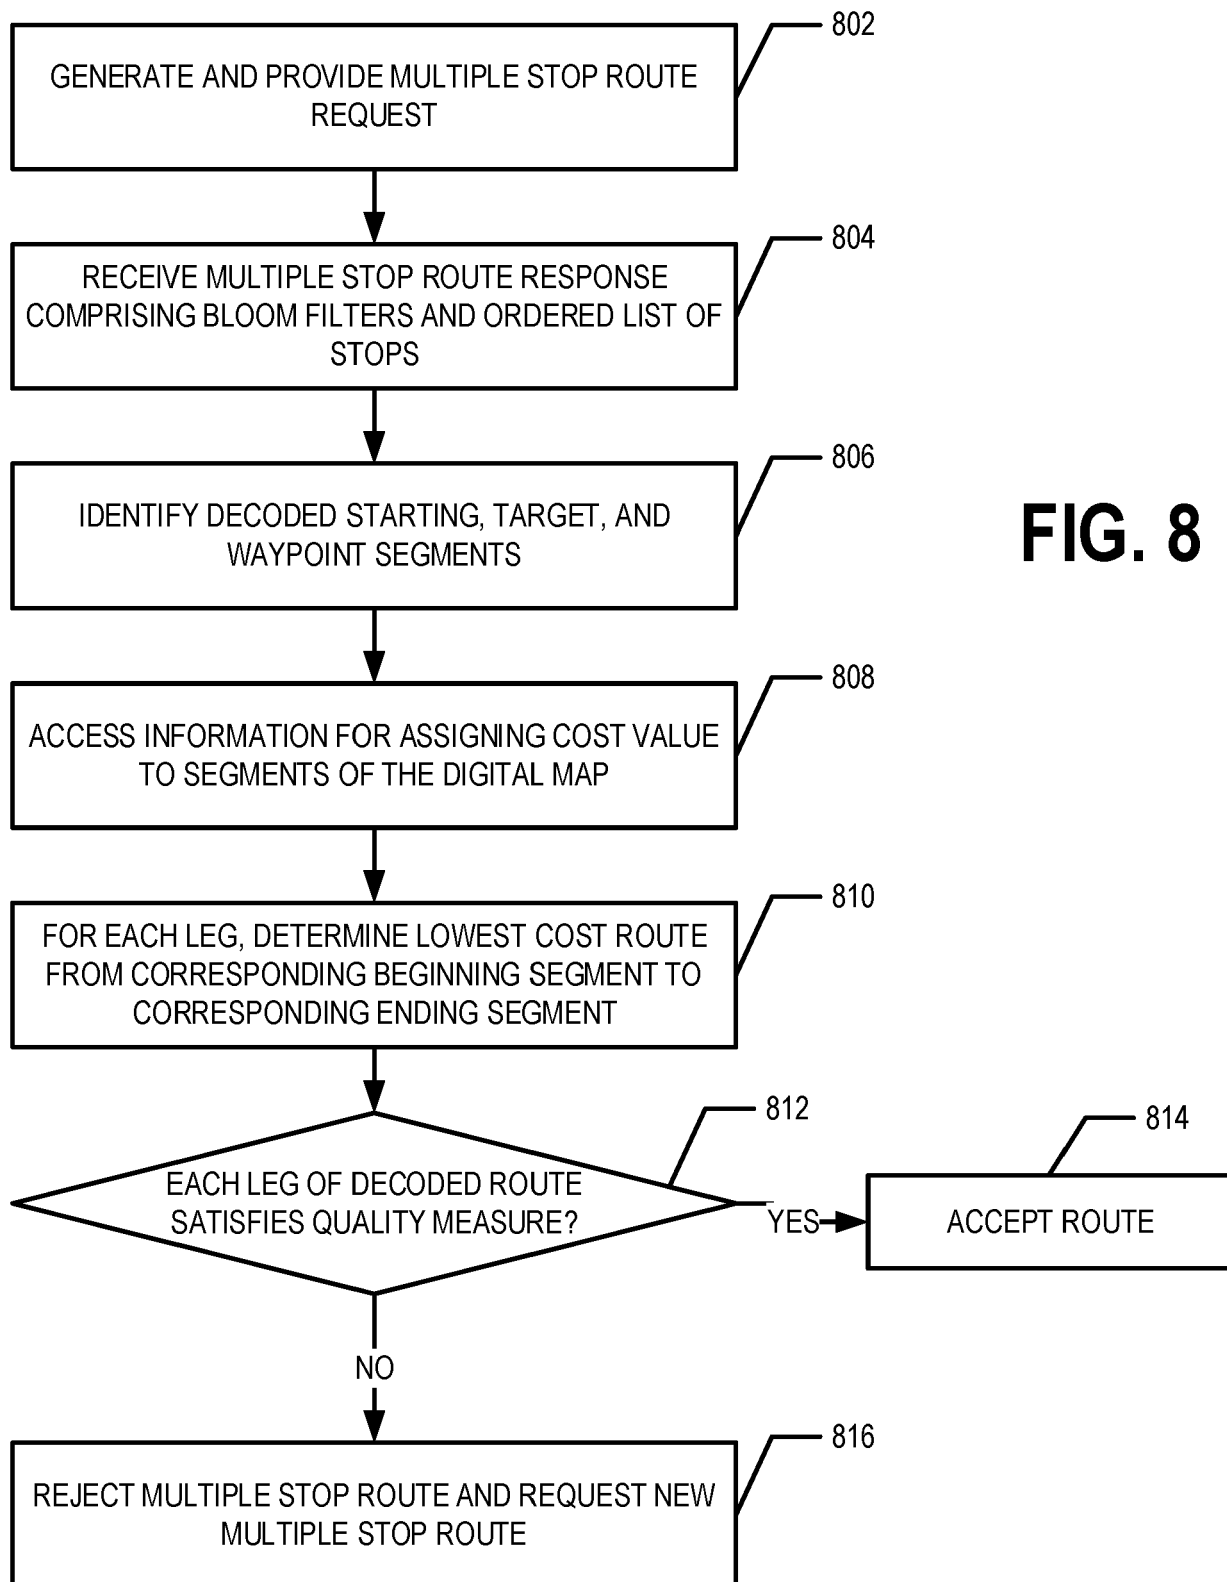 802
GENERATE AND PROVIDE MULTIPLE STOP ROUTE
REQUEST
804
RECEIVE MULTIPLE STOP ROUTE RESPONSE
COMPRISING BLOOM FILTERS AND ORDERED LIST OF
STOPS
806
IDENTIFY DECODED STARTING, TARGET, AND
WAYPOINT SEGMENTS
FIG. 8
808
ACCESS INFORMATION FOR ASSIGNING COST VALUE
TO SEGMENTS OF THE DIGITAL MAP
810
FOR EACH LEG, DETERMINE LOWEST COST ROUTE
FROM CORRESPONDING BEGINNING SEGMENT TO
CORRESPONDING ENDING SEGMENT
812
EACH LEG OF DECODED ROUTE
SATISFIES QUALITY MEASURE?
YES
814
ACCEPT ROUTE
NO
816
REJECT MULTIPLE STOP ROUTE AND REQUEST NEW
MULTIPLE STOP ROUTE